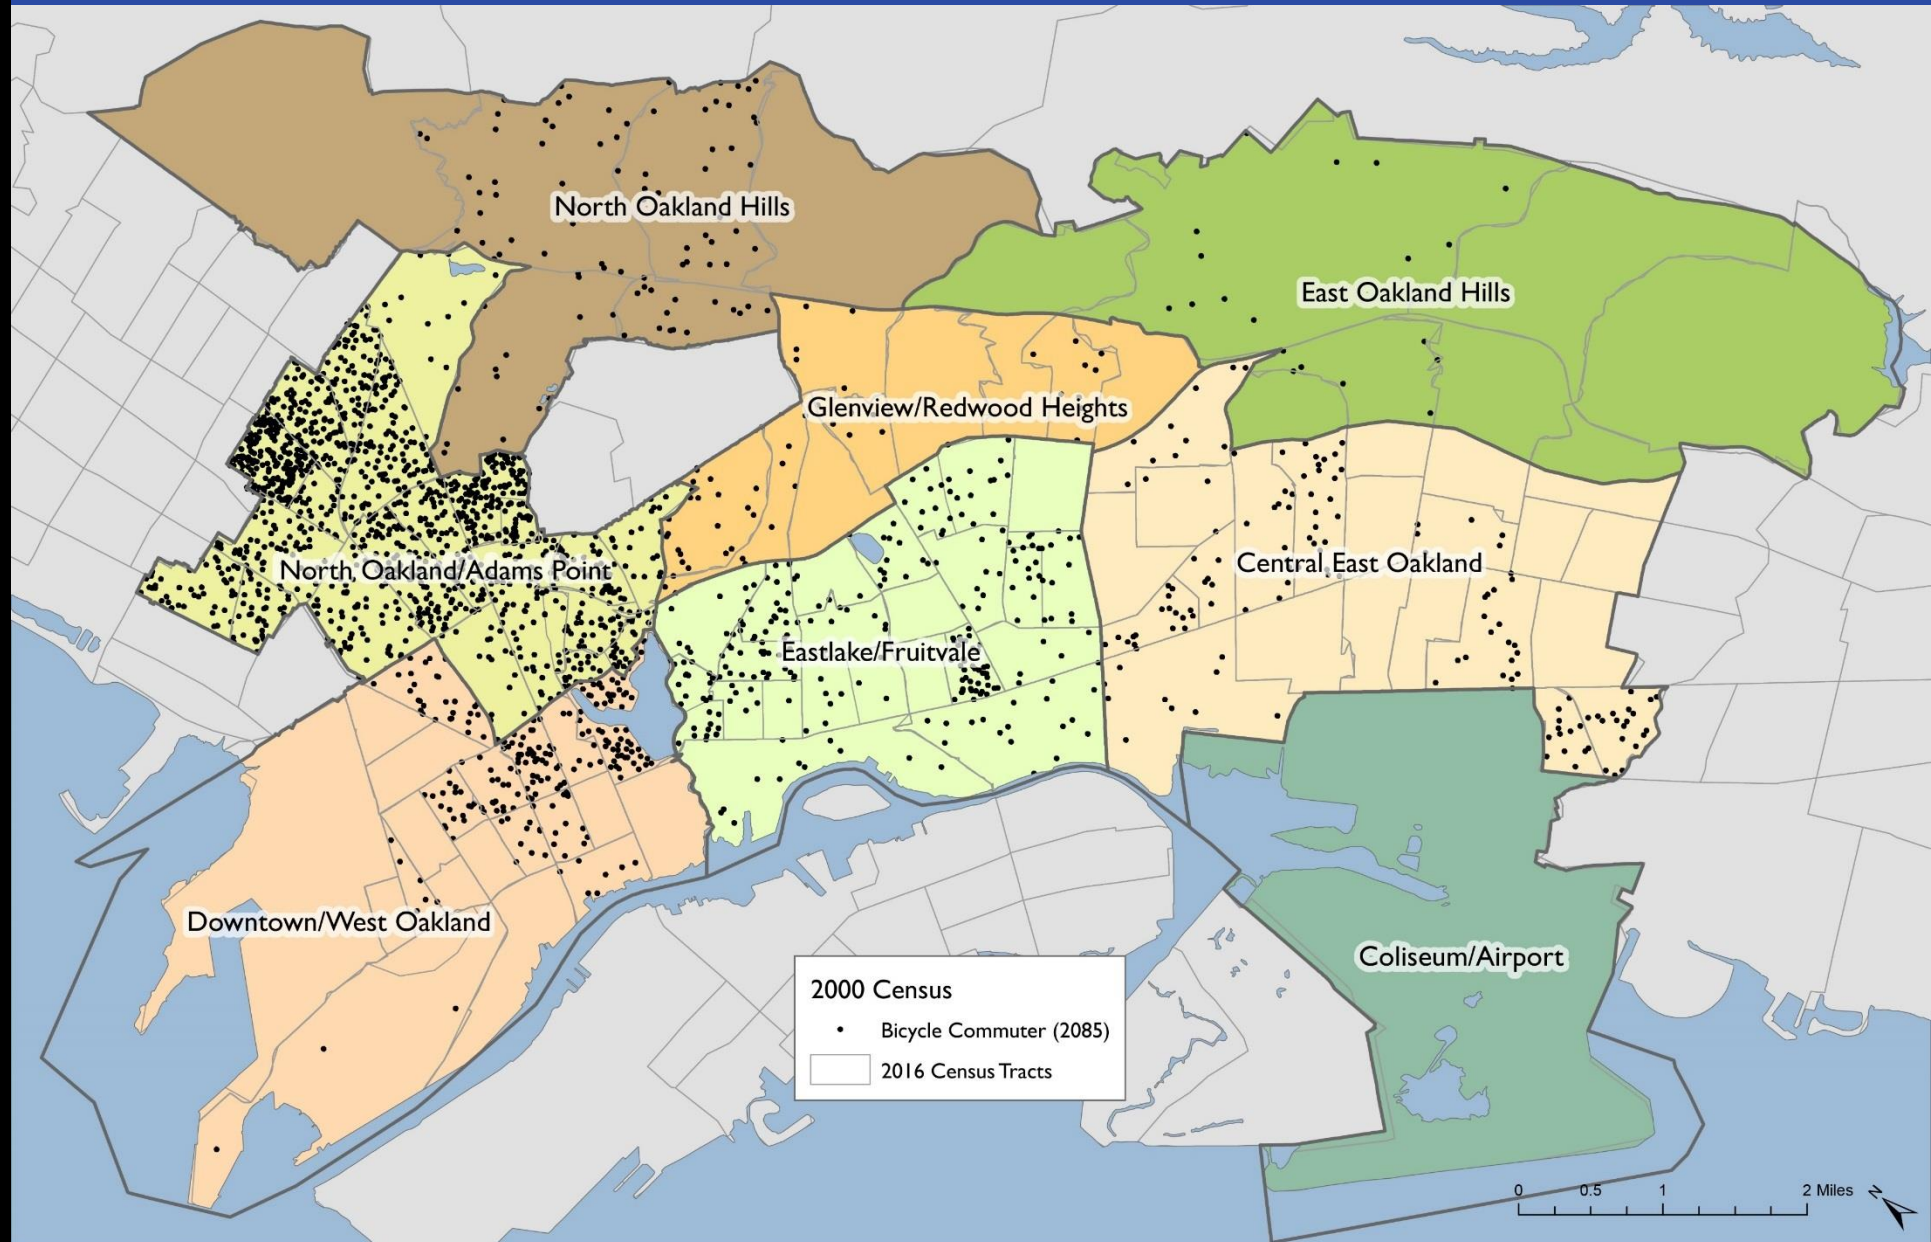 North Oakland Hills
East Oakland Hills
Glenview/Redwood Heights
North Oakland/Adams Point
Central East Oakland
Eastlake/Fruitvale
Downtown/West Oakland
Coliseum/Airport
2000 Census
Bicycle Commuter (2085)
2016 Census Tracts
0 0.5 1 2 Miles
N